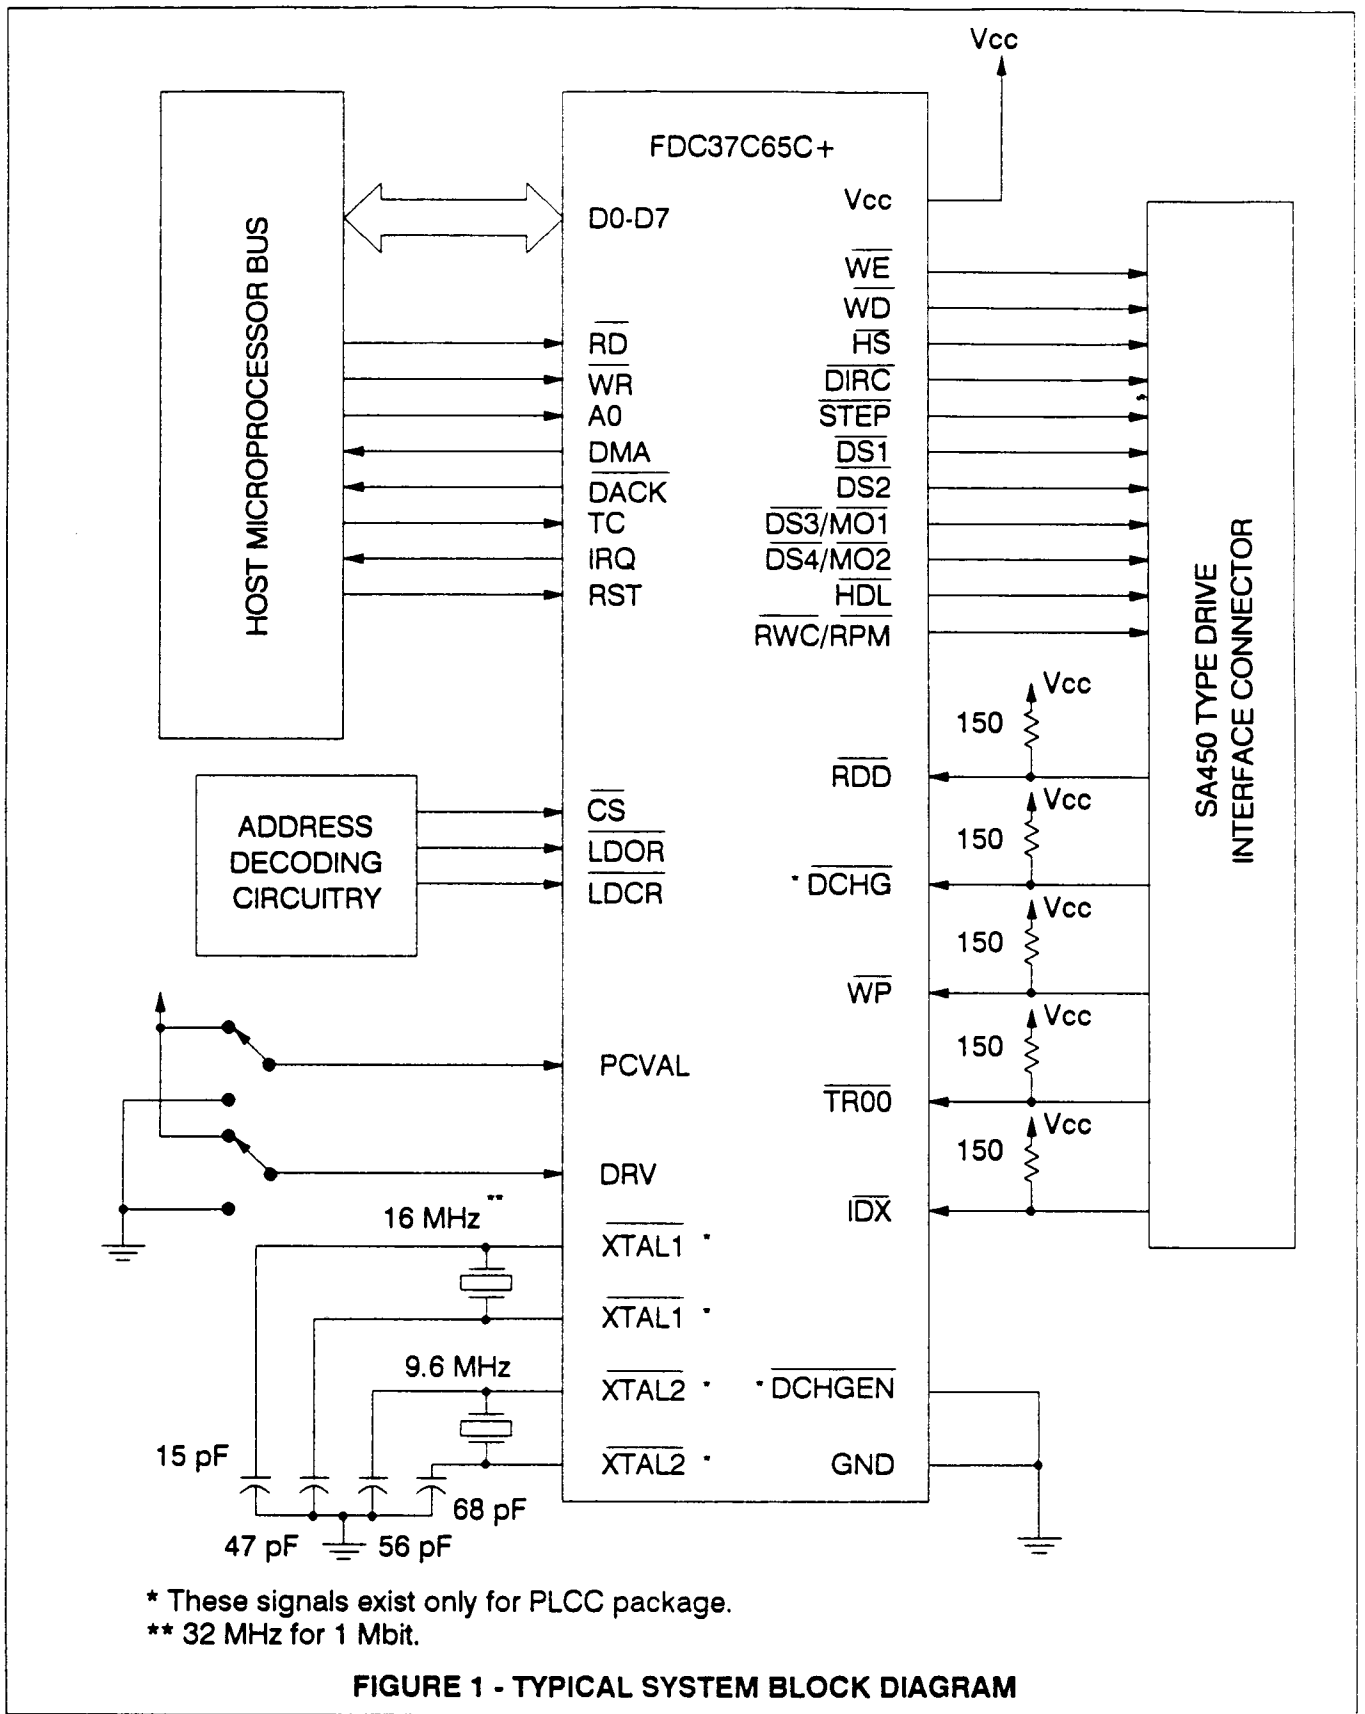 Vcc
FDC37C65C+
HOST MICROPROCESSOR BUS
D0-D7
RD
WR
A0
DMA
DACK
TC
IRQ
RST
Vcc
WE
WD
HS
DIRC
STEP
DS1
DS2
DS3/MO1
DS4/MO2
HDL
RWC/RPM
SA450 TYPE DRIVE
INTERFACE CONNECTOR
Vcc
150
RDD
Vcc
150
* DCHG
Vcc
150
WP
Vcc
150
TR00
Vcc
150
IDX
ADDRESS
DECODING
CIRCUITRY
CS
LDOR
LDCR
PCVAL
DRV
16 MHz **
XTAL1 *
XTAL1 *
9.6 MHz
XTAL2 *
XTAL2 *
* DCHGEN
GND
15 pF
68 pF
47 pF
56 pF
* These signals exist only for PLCC package.
** 32 MHz for 1 Mbit.
FIGURE 1 - TYPICAL SYSTEM BLOCK DIAGRAM